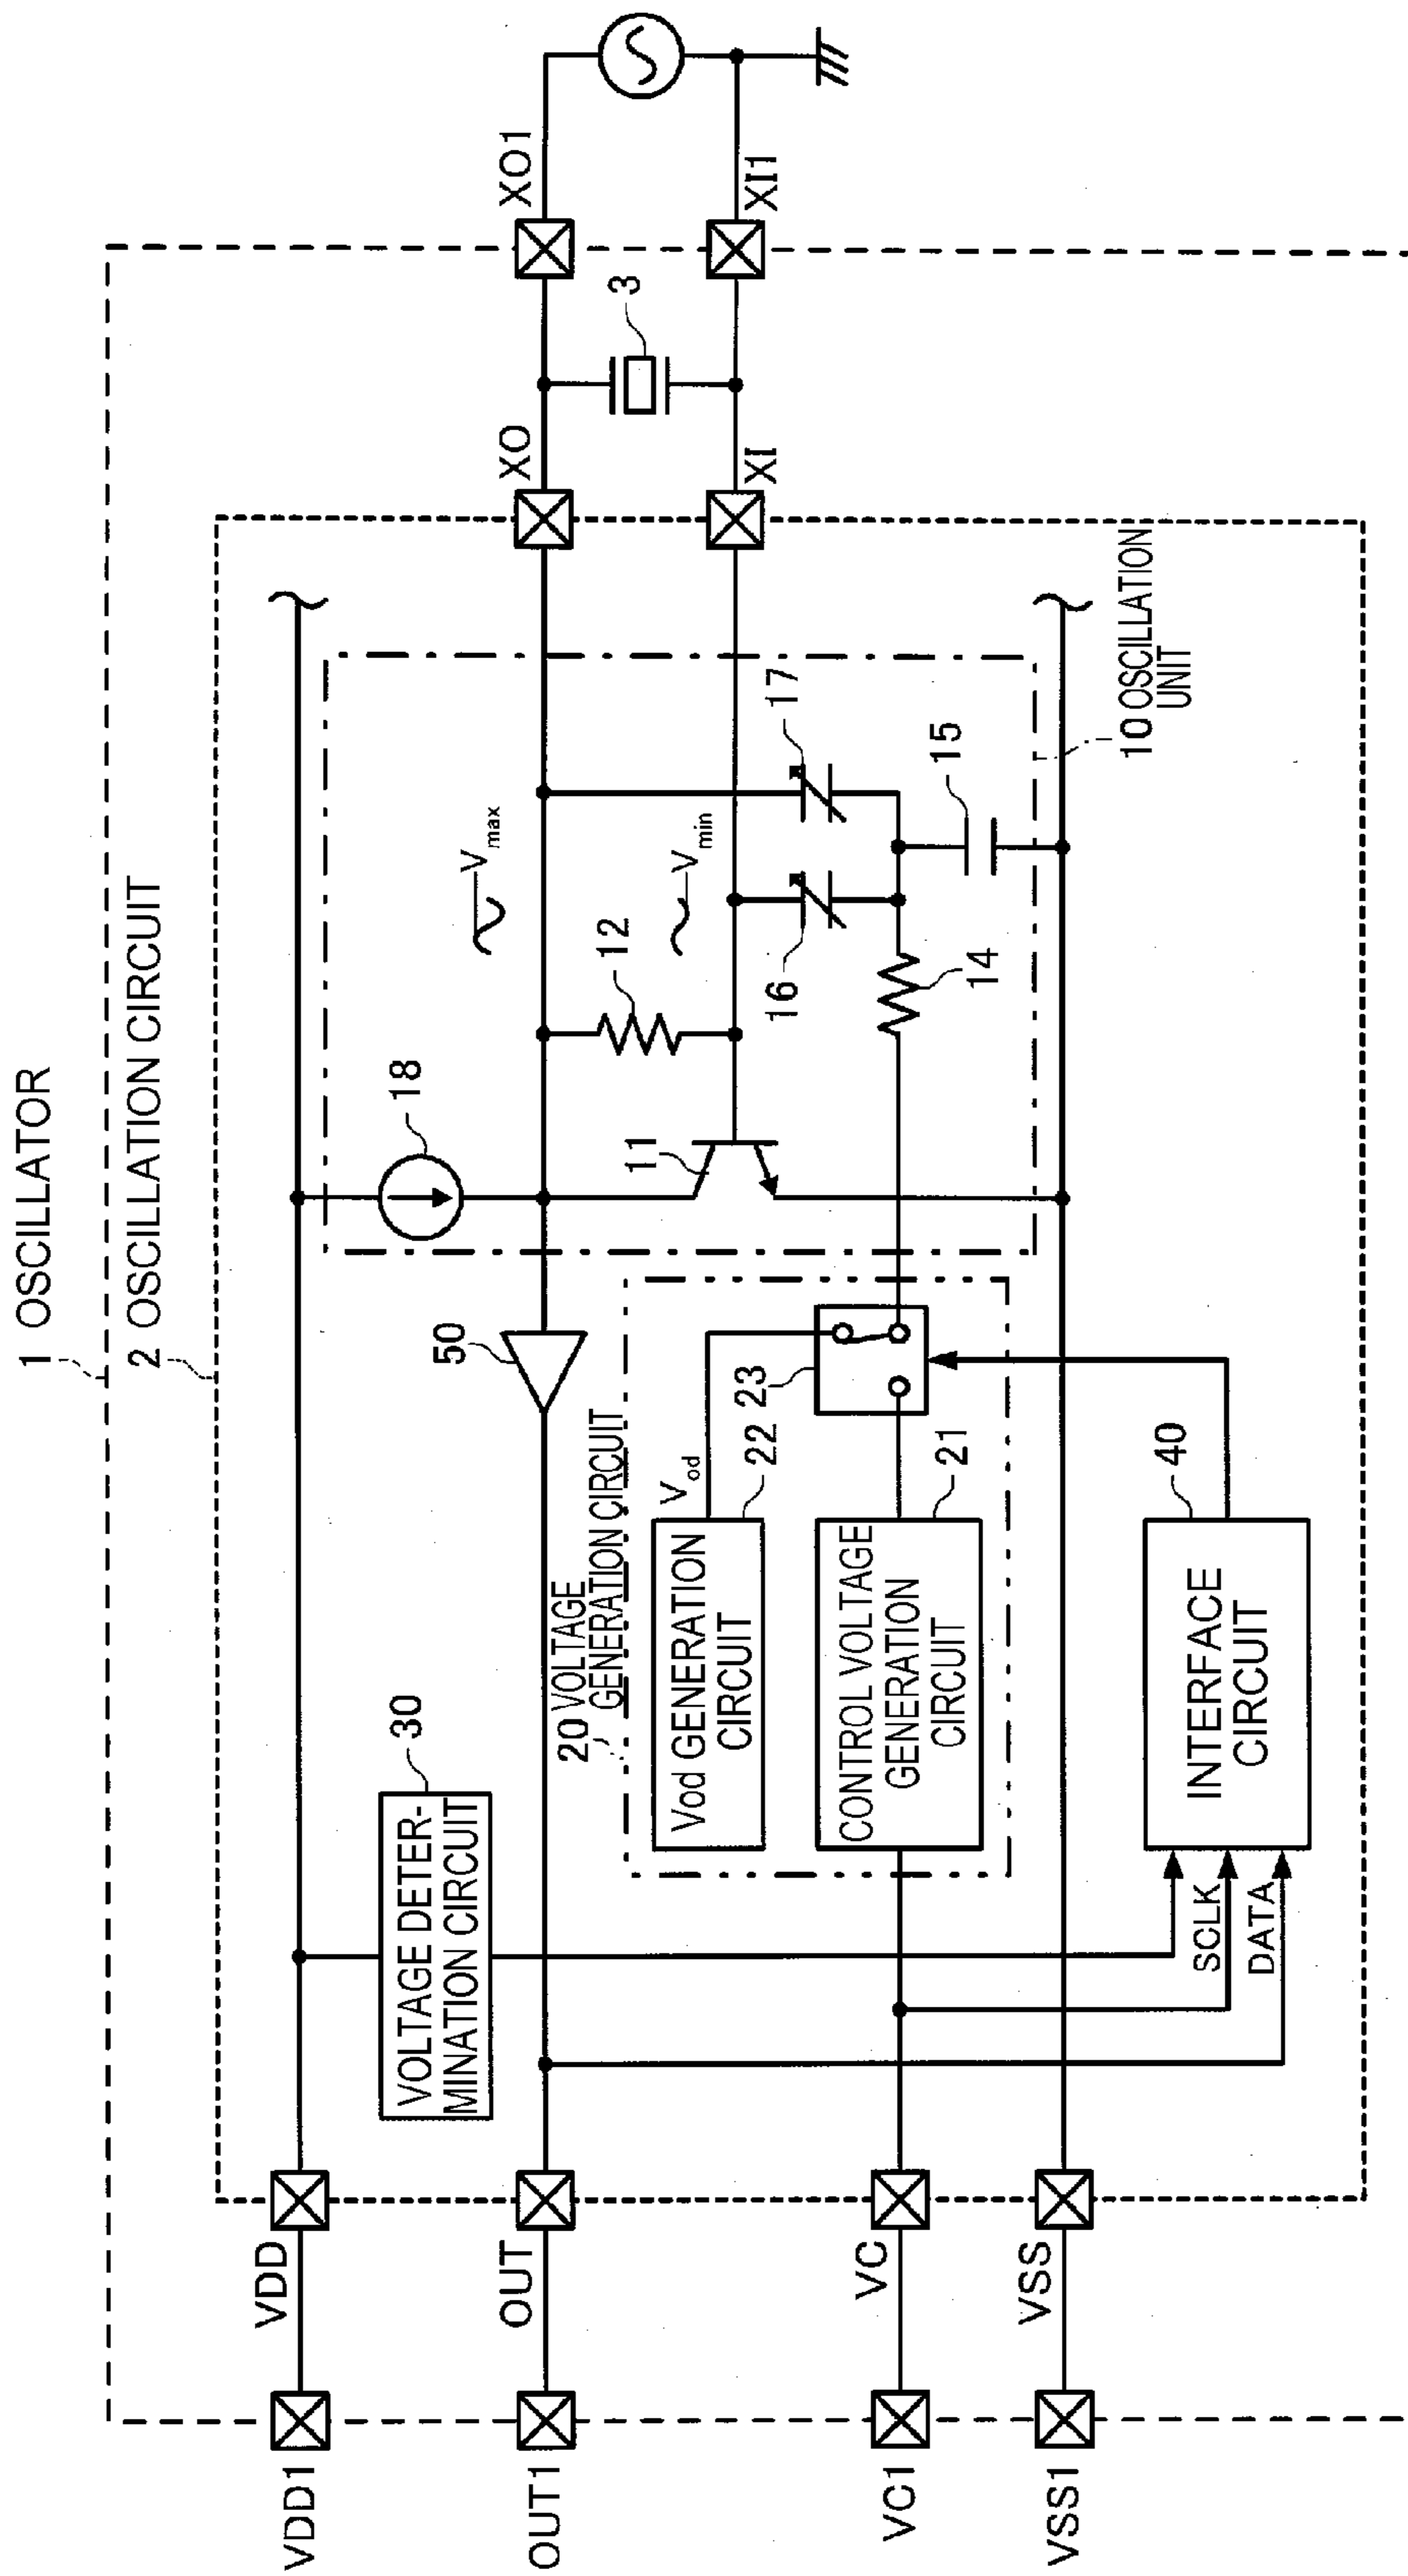 1 OSCILLATOR
2 OSCILLATION CIRCUIT
VDD1
VDD
OUT1
OUT
VC1
VC
VSS1
VSS
VOLTAGE DETER-
MINATION CIRCUIT
30
50
18
20 VOLTAGE
GENERATION CIRCUIT
Vod GENERATION
CIRCUIT
22
Vod
23
CONTROL VOLTAGE
GENERATION
CIRCUIT
21
SCLK
DATA
INTERFACE
CIRCUIT
40
11
12
Vmax
Vmin
16
17
14
15
10 OSCILLATION
UNIT
XO
XI
3
XO1
XI1